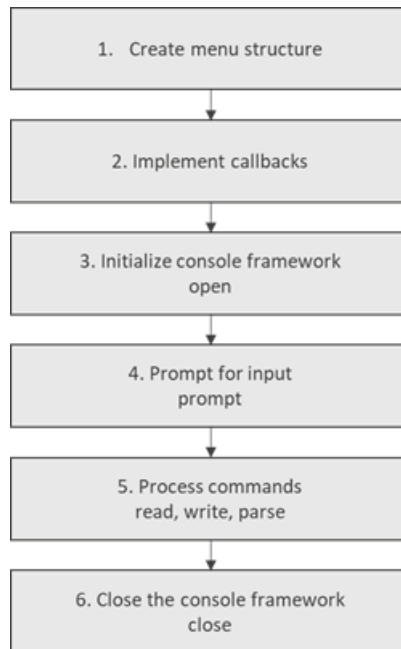 1. Create menu structure
2. Implement callbacks
3. Initialize console framework
open
4. Prompt for input
prompt
5. Process commands
read, write, parse
6. Close the console framework
close